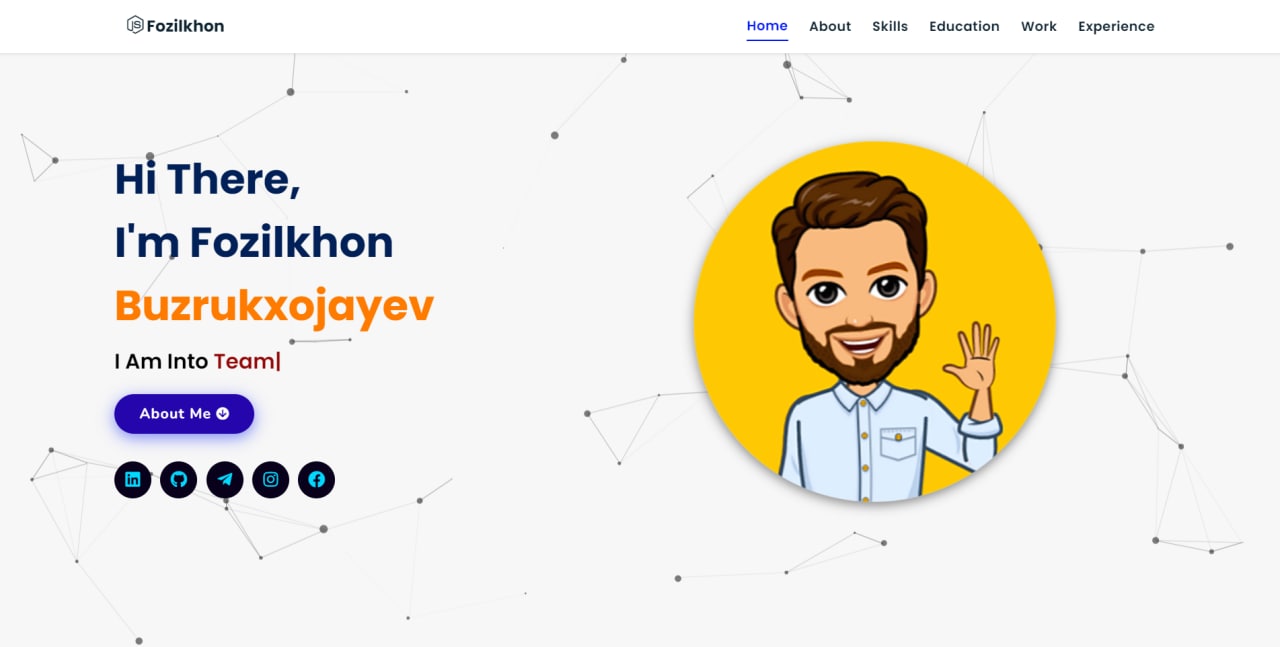 Fozilkhon
Home About Skills Education Work Experience
Hi There,
I'm Fozilkhon
Buzrukxojayev
I Am Into Team|
About Me